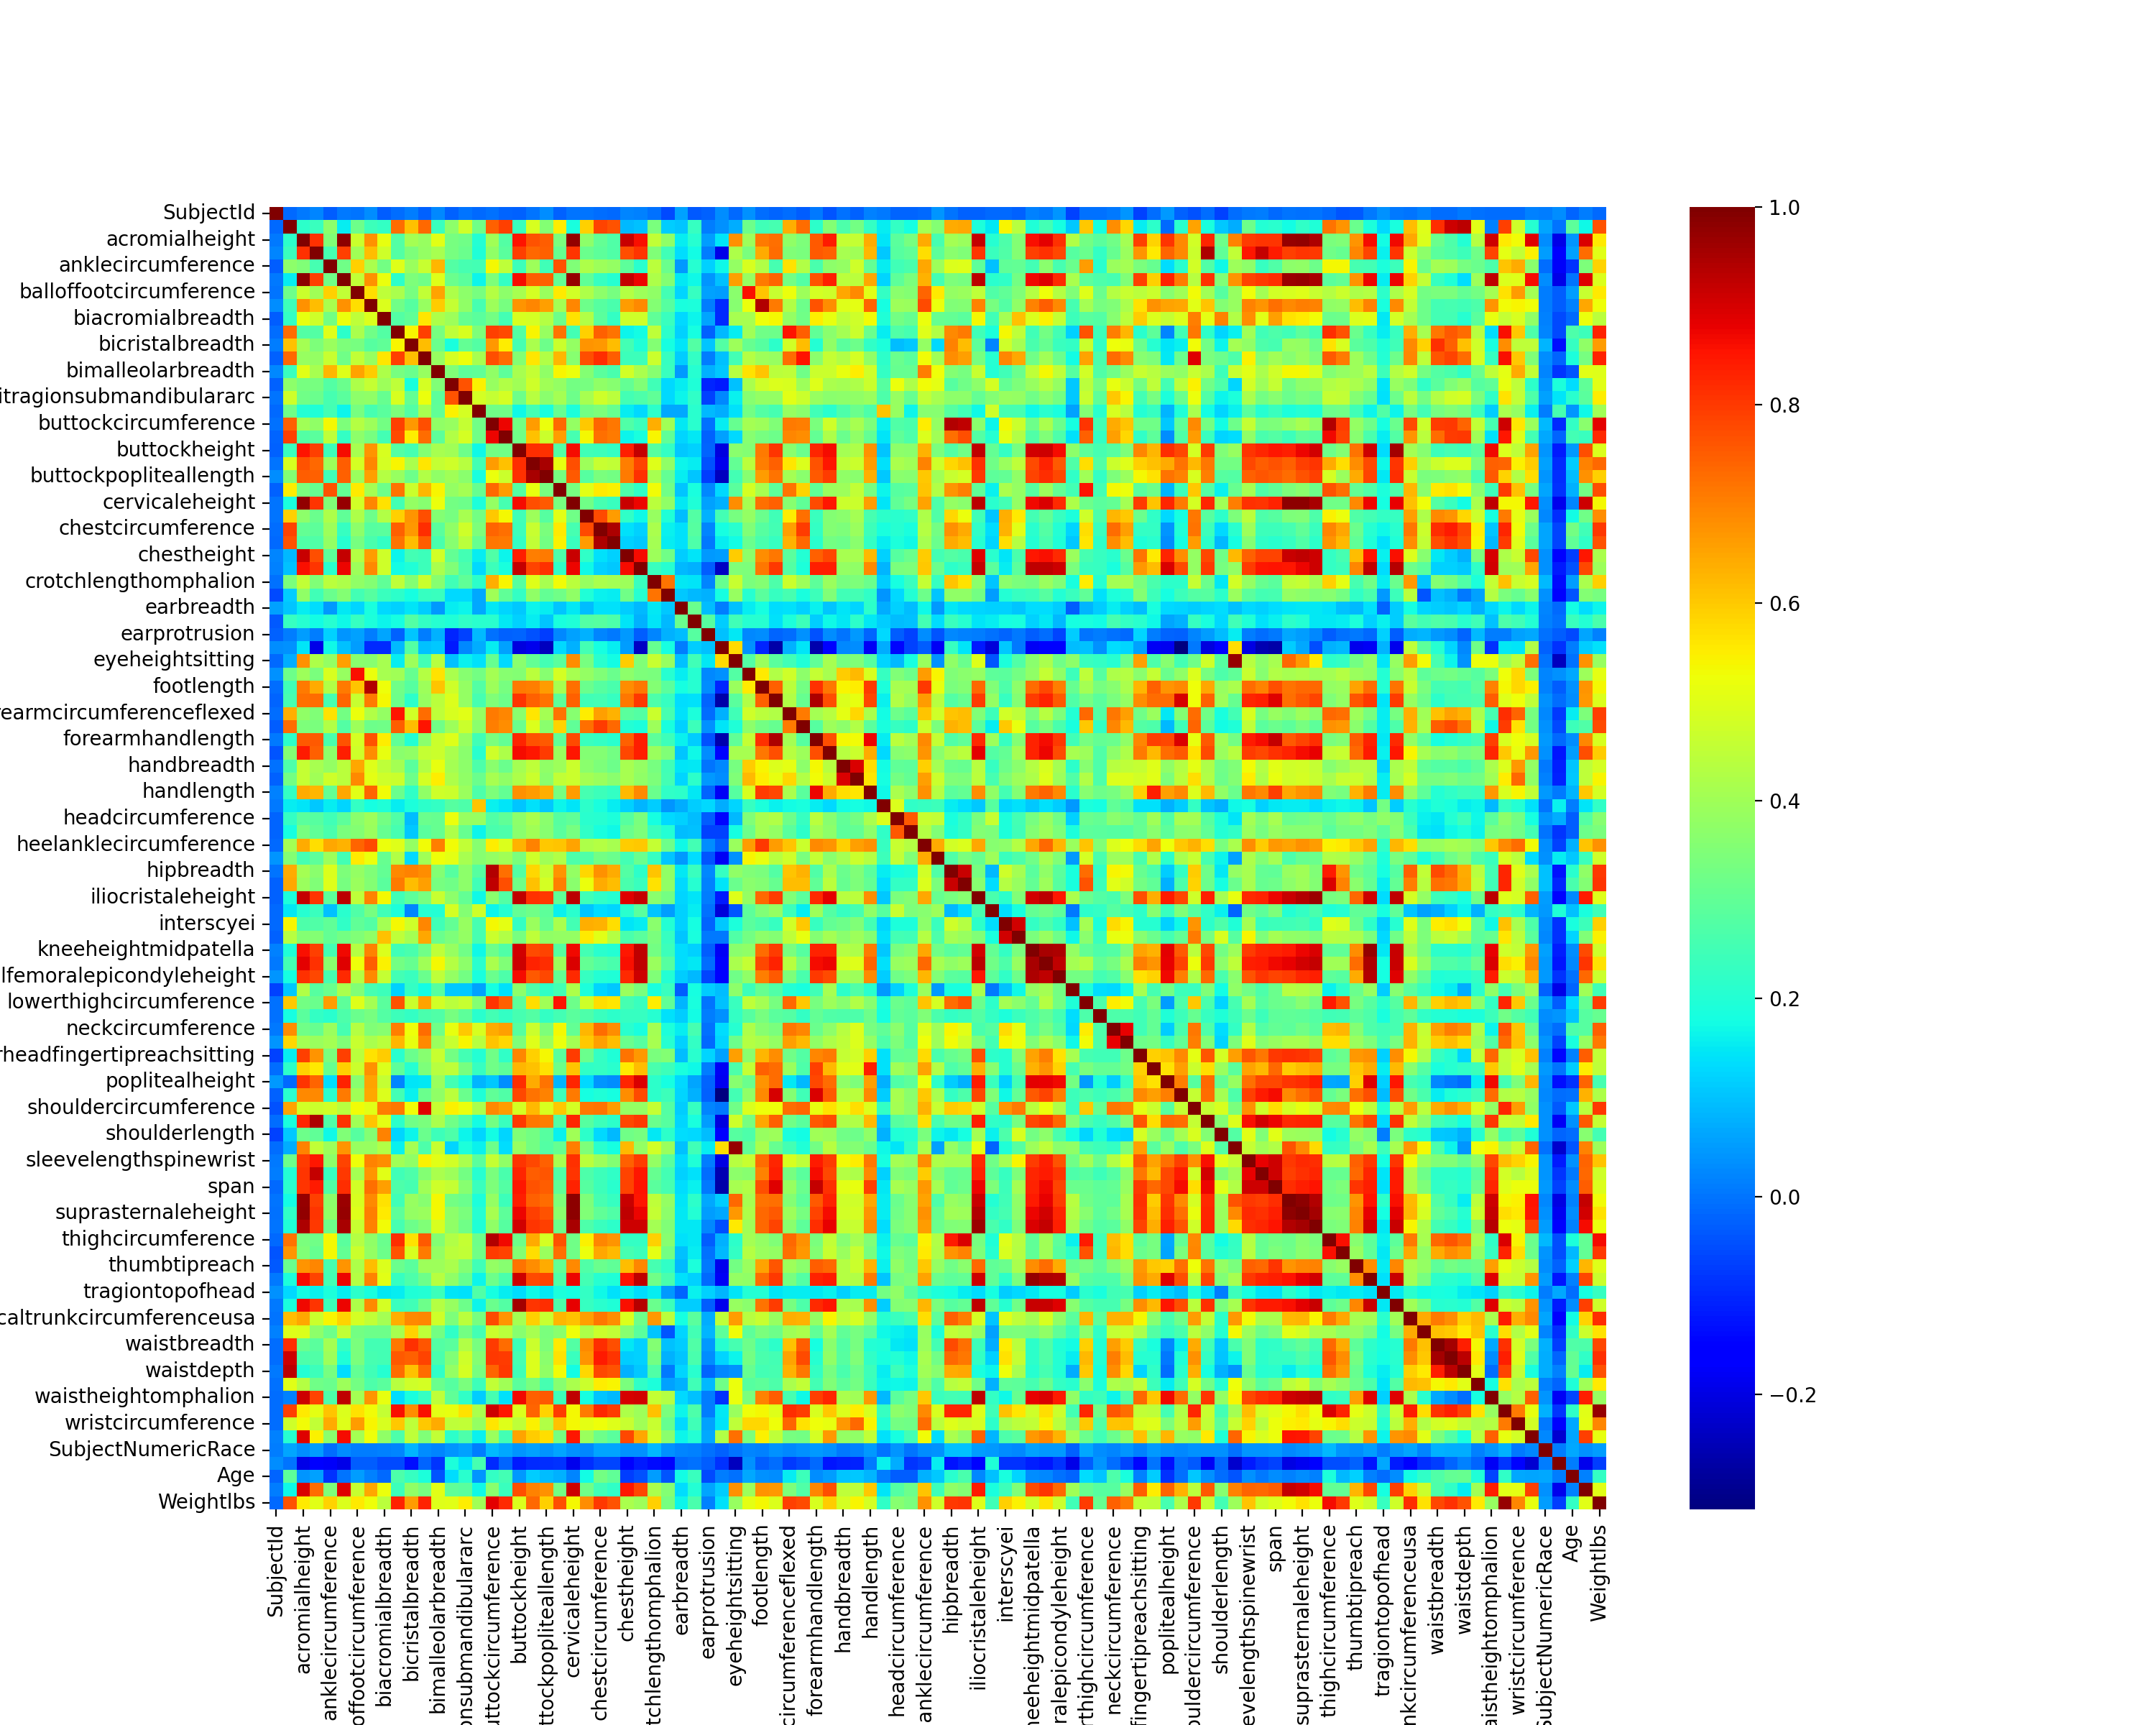 SubjectId
acromialheight
anklecircumference
balloffootcircumference
biacromialbreadth
bicristalbreadth
bimalleolarbreadth
itragionsubmandibulararc
buttockcircumference
buttockheight
buttockpopliteallength
cervicaleheight
chestcircumference
chestheight
crotchlengthomphalion
earbreadth
earprotrusion
eyeheightsitting
footlength
rearmcircumferenceflexed
forearmhandlength
handbreadth
handlength
headcircumference
heelanklecircumference
hipbreadth
iliocristaleheight
interscyei
kneeheightmidpatella
lfemoralepicondyleheight
lowerthighcircumference
neckcircumference
rheadfingertipreachsitting
poplitealheight
shouldercircumference
shoulderlength
sleevelengthspinewrist
span
suprasternaleheight
thighcircumference
thumbtipreach
tragiontopofhead
caltrunkcircumferenceusa
waistbreadth
waistdepth
waistheightomphalion
wristcircumference
SubjectNumericRace
Age
Weightlbs
SubjectId
acromialheight
anklecircumference
offootcircumference
biacromialbreadth
bicristalbreadth
bimalleolarbreadth
onsubmandibulararc
uttockcircumference
buttockheight
ttockpopliteallength
cervicaleheight
chestcircumference
chestheight
tchlengthomphalion
earbreadth
earprotrusion
eyeheightsitting
footlength
circumferenceflexed
forearmhandlength
handbreadth
handlength
headcircumference
anklecircumference
hipbreadth
iliocristaleheight
interscyei
neeheightmidpatella
ralepicondyleheight
rthighcircumference
neckcircumference
fingertipreachsitting
poplitealheight
ouldercircumference
shoulderlength
evelengthspinewrist
span
suprasternaleheight
thighcircumference
thumbtipreach
tragiontopofhead
nkcircumferenceusa
waistbreadth
waistdepth
aistheightomphalion
wristcircumference
SubjectNumericRace
Age
Weightlbs
1.0
0.8
0.6
0.4
0.2
0.0
−0.2